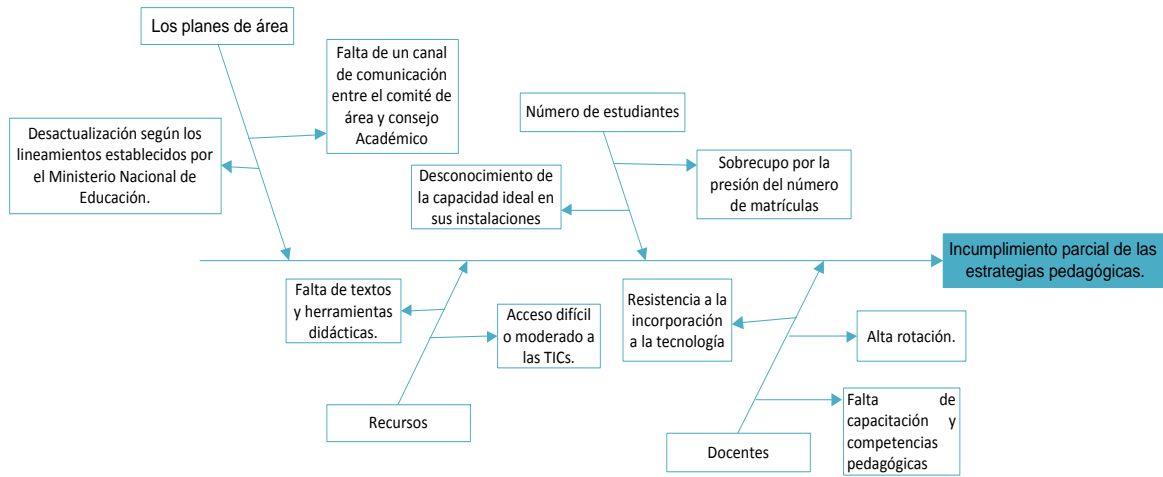 Los planes de área
Falta de un canal
de comunicación
entre el comité de
área y consejo
Académico
Desactualización según los
lineamientos establecidos por
el Ministerio Nacional de
Educación.
Número de estudiantes
Desconocimiento de
la capacidad ideal en
sus instalaciones
Sobrecupo por la
presión del número
de matrículas
Incumplimiento parcial de las
estrategias pedagógicas.
Falta de textos
y herramientas
didácticas.
Acceso difícil
o moderado a
las TICs.
Recursos
Resistencia a la
incorporación
a la tecnología
Alta rotación.
Falta de
capacitación y
competencias
pedagógicas
Docentes